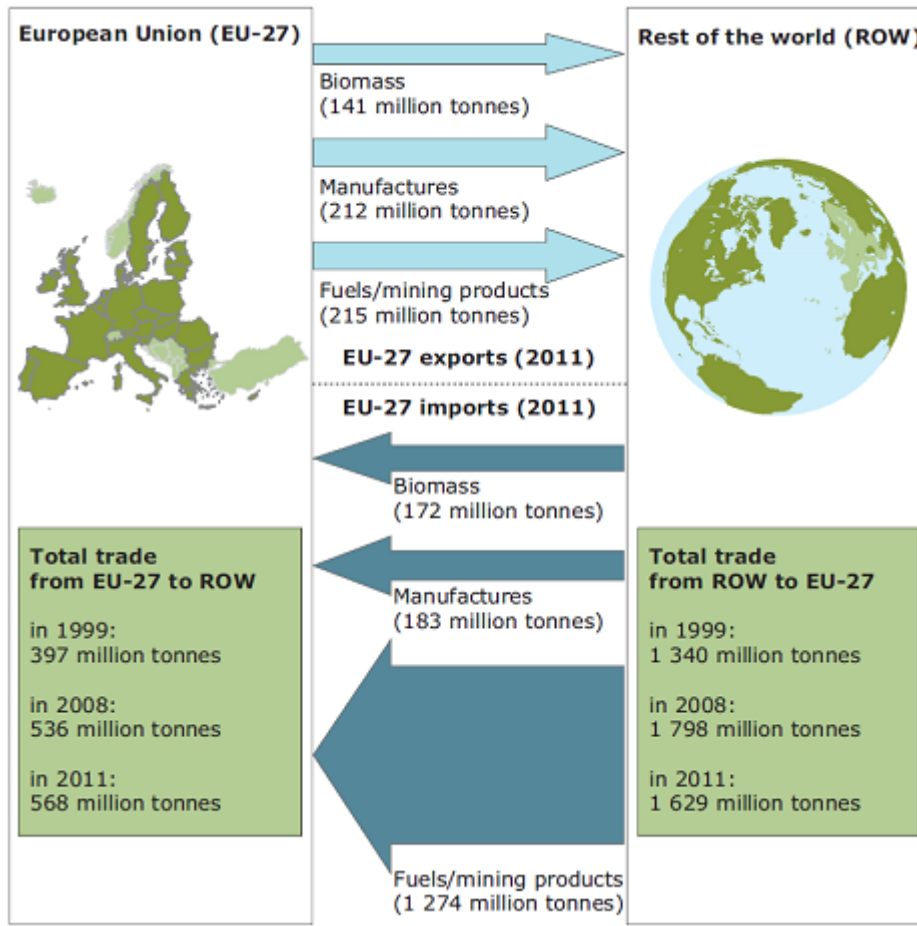 European Union (EU-27)
Rest of the world (ROW)
Biomass
(141 million tonnes)
Manufactures
(212 million tonnes)
Fuels/mining products
(215 million tonnes)
EU-27 exports (2011)
EU-27 imports (2011)
Biomass
(172 million tonnes)
Manufactures
(183 million tonnes)
Fuels/mining products
(1 274 million tonnes)
Total trade
from EU-27 to ROW
in 1999:
397 million tonnes
in 2008:
536 million tonnes
in 2011:
568 million tonnes
Total trade
from ROW to EU-27
in 1999:
1 340 million tonnes
in 2008:
1 798 million tonnes
in 2011:
1 629 million tonnes